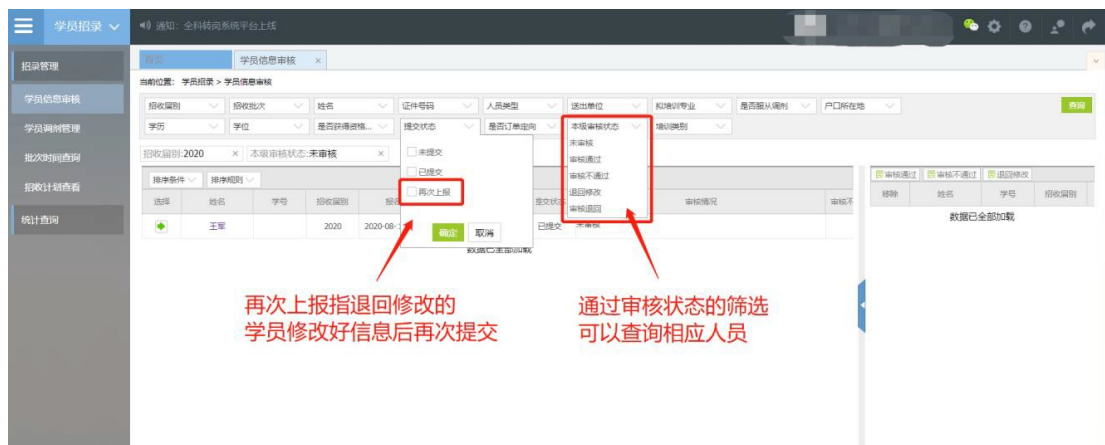 学员招录
通知：全科转向系统平台上线
招录管理
学员信息审核
学员调剂管理
批次时间查询
招收计划查看
统计查询
首页
学员信息审核 ×
当前位置：学员招录 > 学员信息审核
招收届别 招收批次 姓名 证件号码 人员类型 送出单位 拟培训专业 是否服从调剂 户口所在地 查询
学历 学位 是否获得资格... 提交状态 是否订单定向 本级审核状态 培训类别
未提交
已提交
再次上报
确定 取消
未审核
审核通过
审核不通过
退回修改
审核退回
招收届别:2020 × 本级审核状态:未审核 ×
排序条件 排序规则
选择 姓名 学号 招收届别 审核情况
王军 2020 2020-08-1 已提交 未审核
数据已全部加载
审核通过 审核不通过 退回修改
移除 姓名 学号 招收届别
数据已全部加载
再次上报指退回修改的
学员修改好信息后再次提交
通过审核状态的筛选
可以查询相应人员